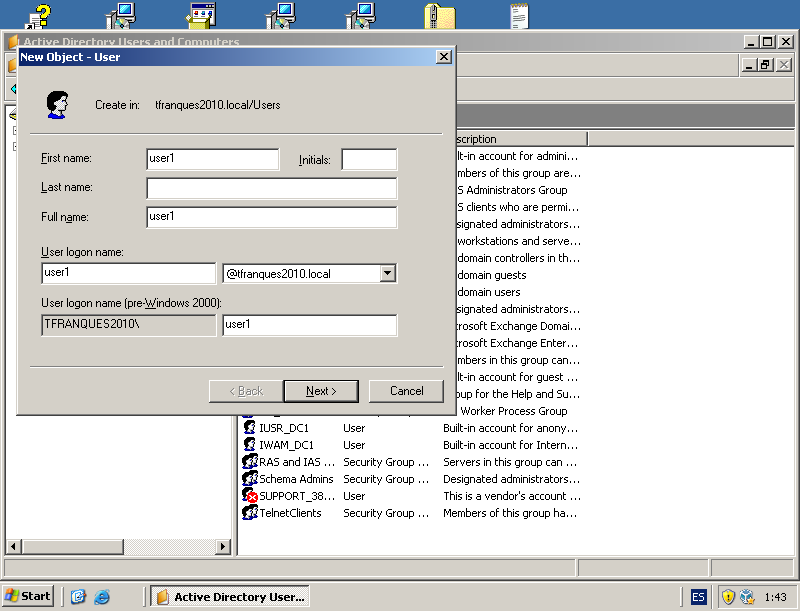 Active Directory Users and Computers
New Object - User
Create in: tfranques2010.local/Users
First name: user1 Initials:
Last name:
Full name: user1
User logon name:
user1 @tfranques2010.local
User logon name (pre-Windows 2000):
TFRANQUES2010\ user1
< Back Next > Cancel
scription
lt-in account for admini...
mbers of this group are...
S Administrators Group
S clients who are permi...
signated administrators...
workstations and serve...
domain controllers in th...
domain guests
domain users
signated administrators...
rosoft Exchange Domai...
rosoft Exchange Enter...
mbers in this group can...
lt-in account for guest ...
oup for the Help and Su...
Worker Process Group
IUSR_DC1 User Built-in account for anony...
IWAM_DC1 User Built-in account for Intern...
RAS and IAS ... Security Group ... Servers in this group can ...
Schema Admins Security Group ... Designated administrators...
SUPPORT_38... User This is a vendor's account ...
TelnetClients Security Group ... Members of this group ha...
Start Active Directory User... ES 1:43